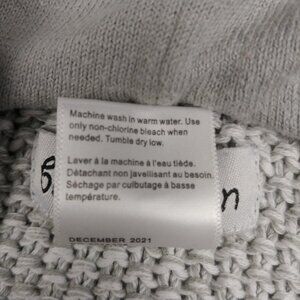 Machine wash in warm water. Use
only non-chlorine bleach when
needed. Tumble dry low.
Laver à la machine à l'eau tiède.
Détachant non javellisant au besoin.
Séchage par culbutage à basse
température.
DECEMBER 2021